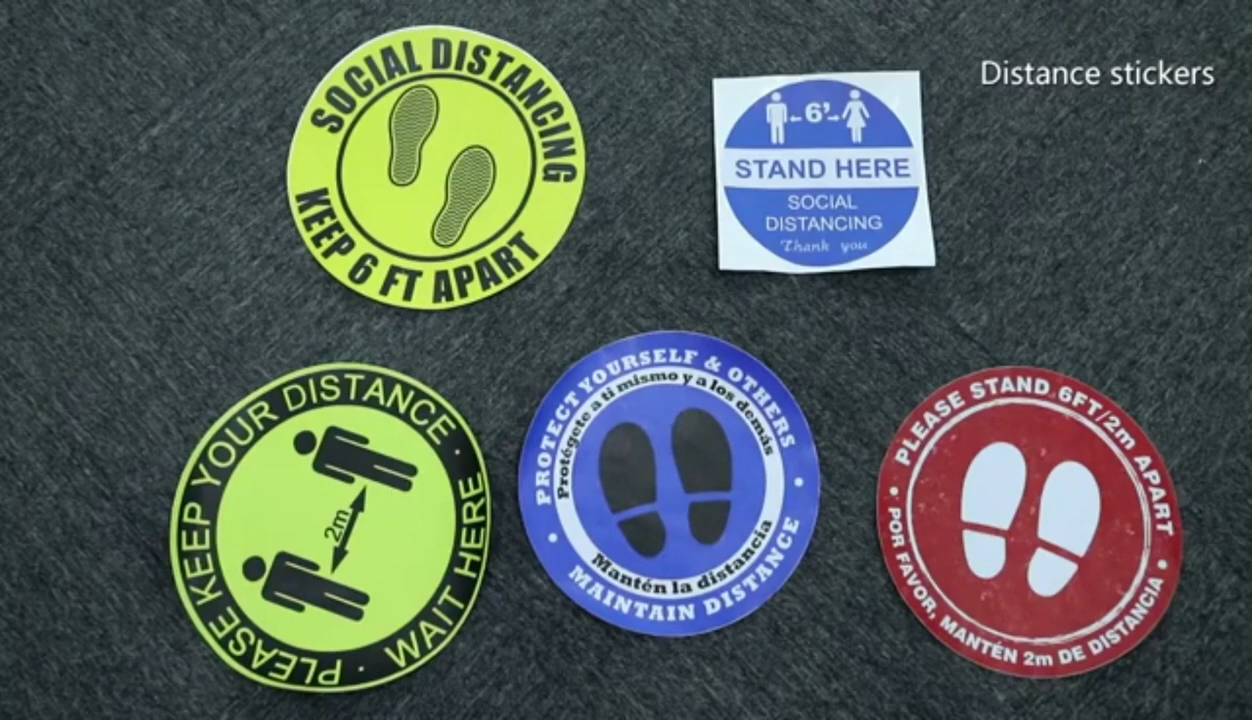 SOCIAL DISTANCING
KEEP 6 FT APART
6'
STAND HERE
SOCIAL
DISTANCING
Thank you
Distance stickers
PLEASE KEEP YOUR DISTANCE ·
WAIT HERE ·
2m
PROTECT YOURSELF & OTHERS
Protégete a ti mismo y a los demás
Mantén la distancia
• MAINTAIN DISTANCE •
PLEASE STAND 6FT/2m APART
• POR FAVOR, MANTÉN 2m DE DISTANCIA •